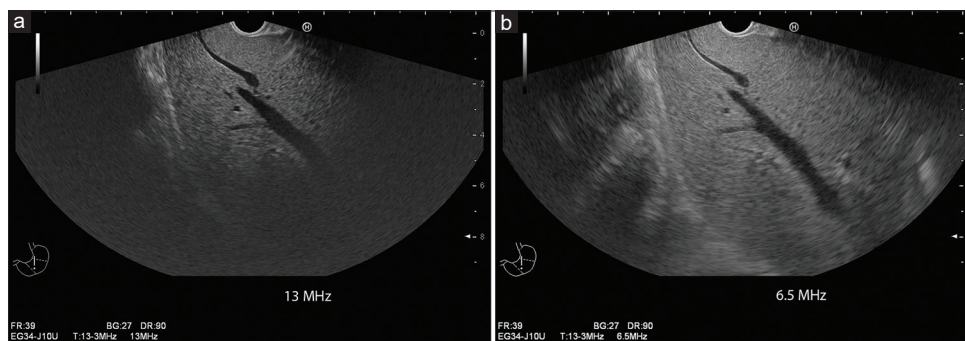 a
H
0
2
4
6
8
13 MHz
FR:39 BG:27 DR:90
EG34-J10U T:13-3MHz 13MHz
b
H
6.5 MHz
FR:39 BG:27 DR:90
EG34-J10U T:13-3MHz 6.5MHz